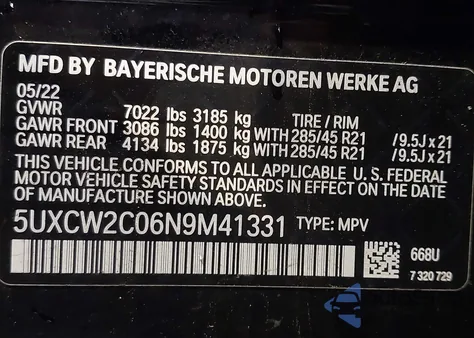 MFD BY BAYERISCHE MOTOREN WERKE AG
05/22
GVWR 7022 lbs 3185 kg TIRE / RIM
GAWR FRONT 3086 lbs 1400 kg WITH 285/45 R21 / 9.5J x 21
GAWR REAR 4134 lbs 1875 kg WITH 285/45 R21 / 9.5J x 21
THIS VEHICLE CONFORMS TO ALL APPLICABLE U. S. FEDERAL
MOTOR VEHICLE SAFETY STANDARDS IN EFFECT ON THE DATE
OF MANUFACTURE SHOWN ABOVE.
5UXCW2C06N9M41331 TYPE: MPV
668U
7 320 729